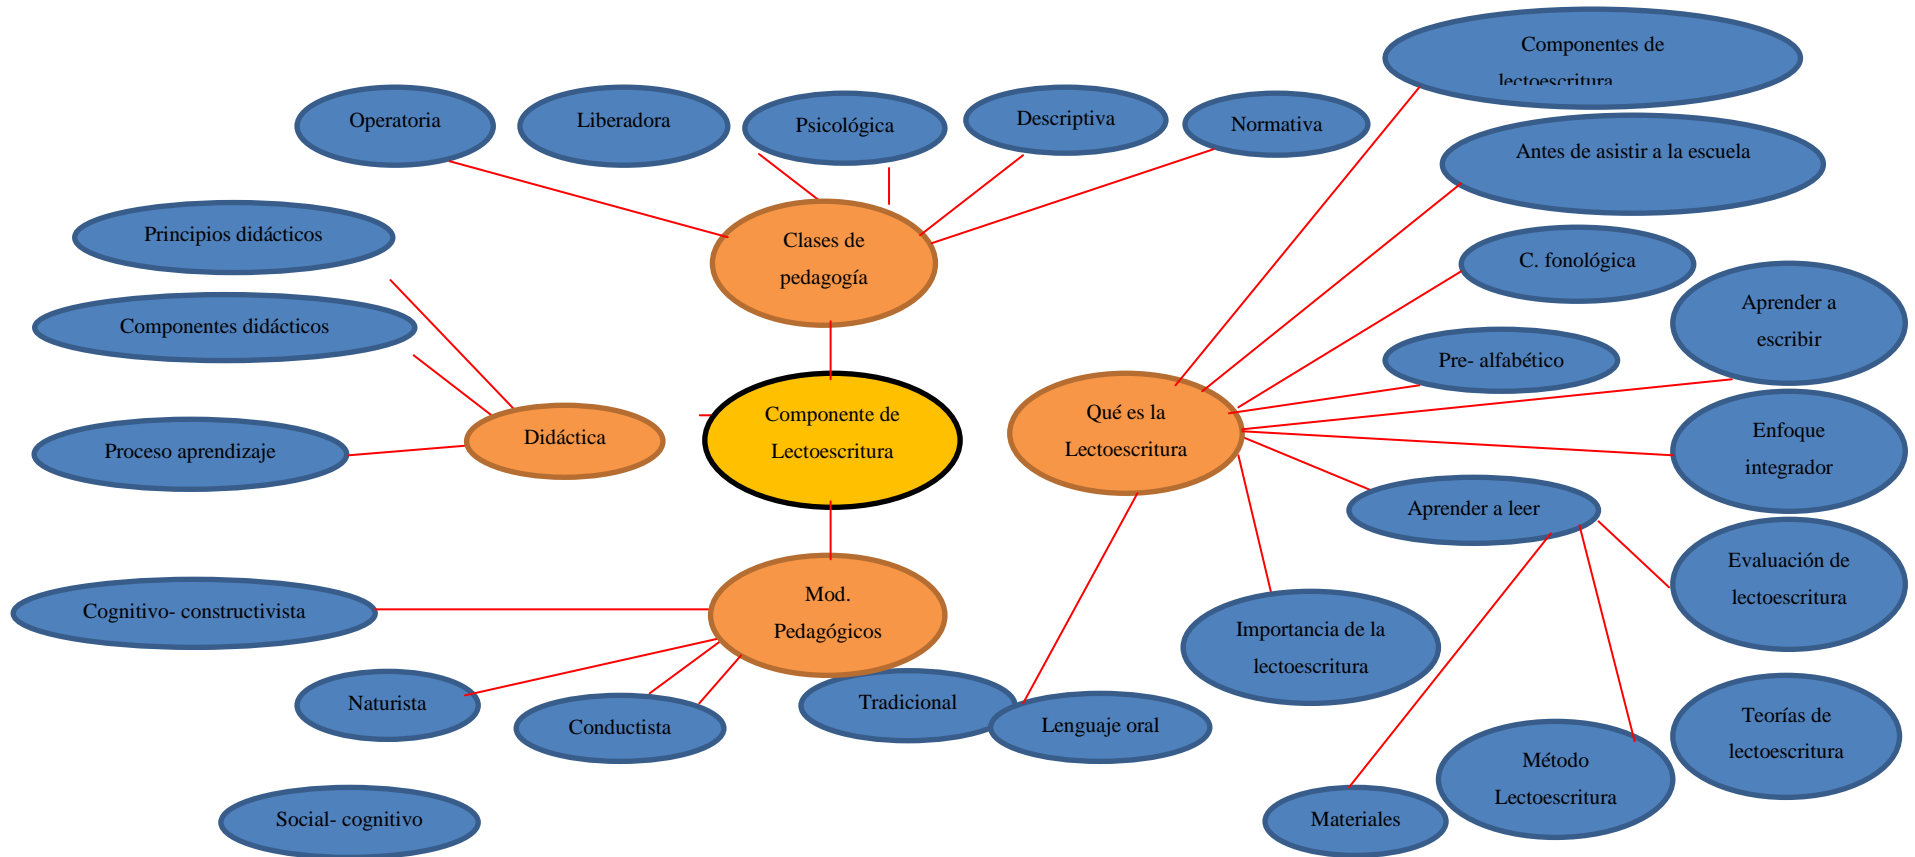 Componentes de
lectoescritura
Operatoria
Liberadora
Psicológica
Descriptiva
Normativa
Antes de asistir a la escuela
Principios didácticos
Clases de
pedagogía
C. fonológica
Componentes didácticos
Aprender a
escribir
Pre- alfabético
Componente de
Lectoescritura
Qué es la
Lectoescritura
Didáctica
Proceso aprendizaje
Enfoque
integrador
Aprender a leer
Evaluación de
lectoescritura
Mod.
Pedagógicos
Cognitivo- constructivista
Importancia de la
lectoescritura
Naturista
Conductista
Tradicional
Lenguaje oral
Teorías de
lectoescritura
Método
Lectoescritura
Social- cognitivo
Materiales